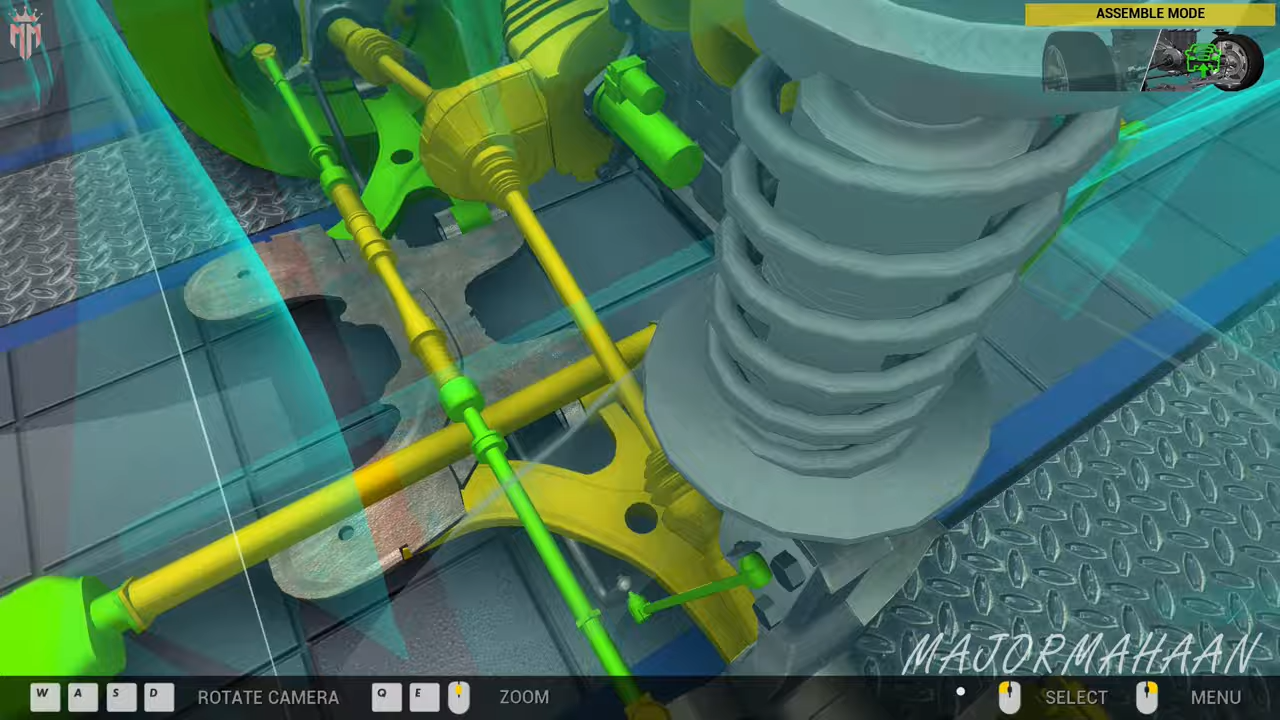 ASSEMBLE MODE
MAJORMAHAAN
W A S D ROTATE CAMERA Q E ZOOM SELECT MENU